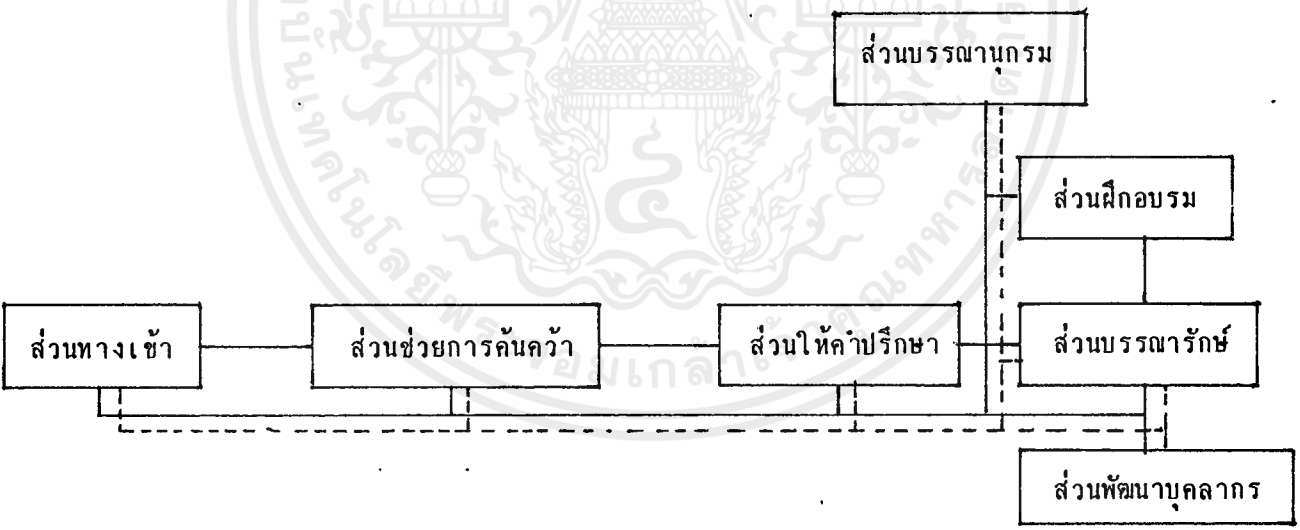 ส่วนบรรณานุกรม
ส่วนฝึกอบรม
ส่วนทางเข้า
ส่วนช่วยการค้นคว้า
ส่วนให้คำปรึกษา
ส่วนบรรณารักษ์
ส่วนพัฒนาบุคลากร